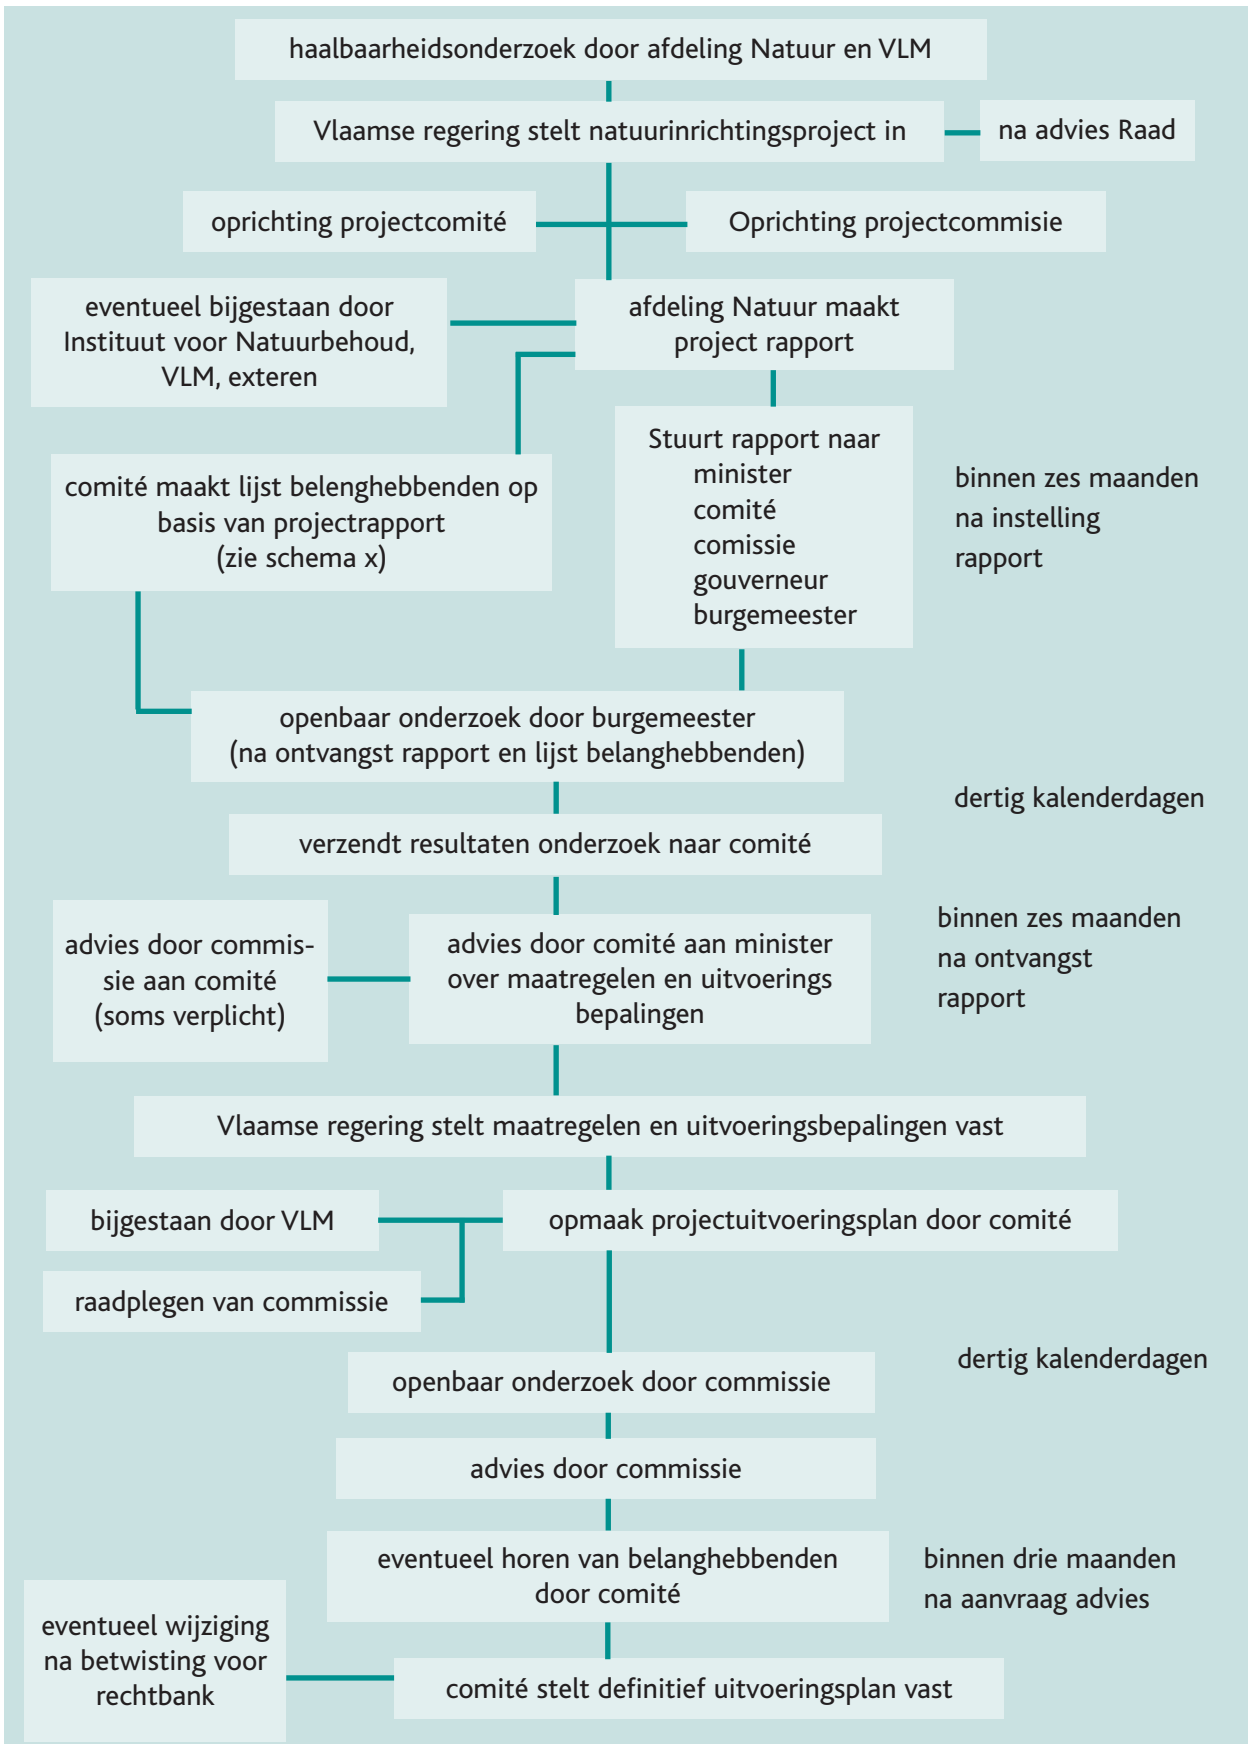 haalbaarheidsonderzoek door afdeling Natuur en VLM
Vlaamse regering stelt natuurinrichtingsproject in
na advies Raad
oprichting projectcomité
Oprichting projectcommisie
eventueel bijgestaan door
Instituut voor Natuurbehoud,
VLM, exteren
afdeling Natuur maakt
project rapport
Stuurt rapport naar
minister
comité
comissie
gouverneur
burgemeester
binnen zes maanden
na instelling
rapport
comité maakt lijst belenghebbenden op
basis van projectrapport
(zie schema x)
openbaar onderzoek door burgemeester
(na ontvangst rapport en lijst belanghebbenden)
dertig kalenderdagen
verzendt resultaten onderzoek naar comité
advies door commis-
sie aan comité
(soms verplicht)
advies door comité aan minister
over maatregelen en uitvoerings
bepalingen
binnen zes maanden
na ontvangst
rapport
Vlaamse regering stelt maatregelen en uitvoeringsbepalingen vast
bijgestaan door VLM
opmaak projectuitvoeringsplan door comité
raadplegen van commissie
dertig kalenderdagen
openbaar onderzoek door commissie
advies door commissie
eventueel horen van belanghebbenden
door comité
binnen drie maanden
na aanvraag advies
eventueel wijziging
na betwisting voor
rechtbank
comité stelt definitief uitvoeringsplan vast